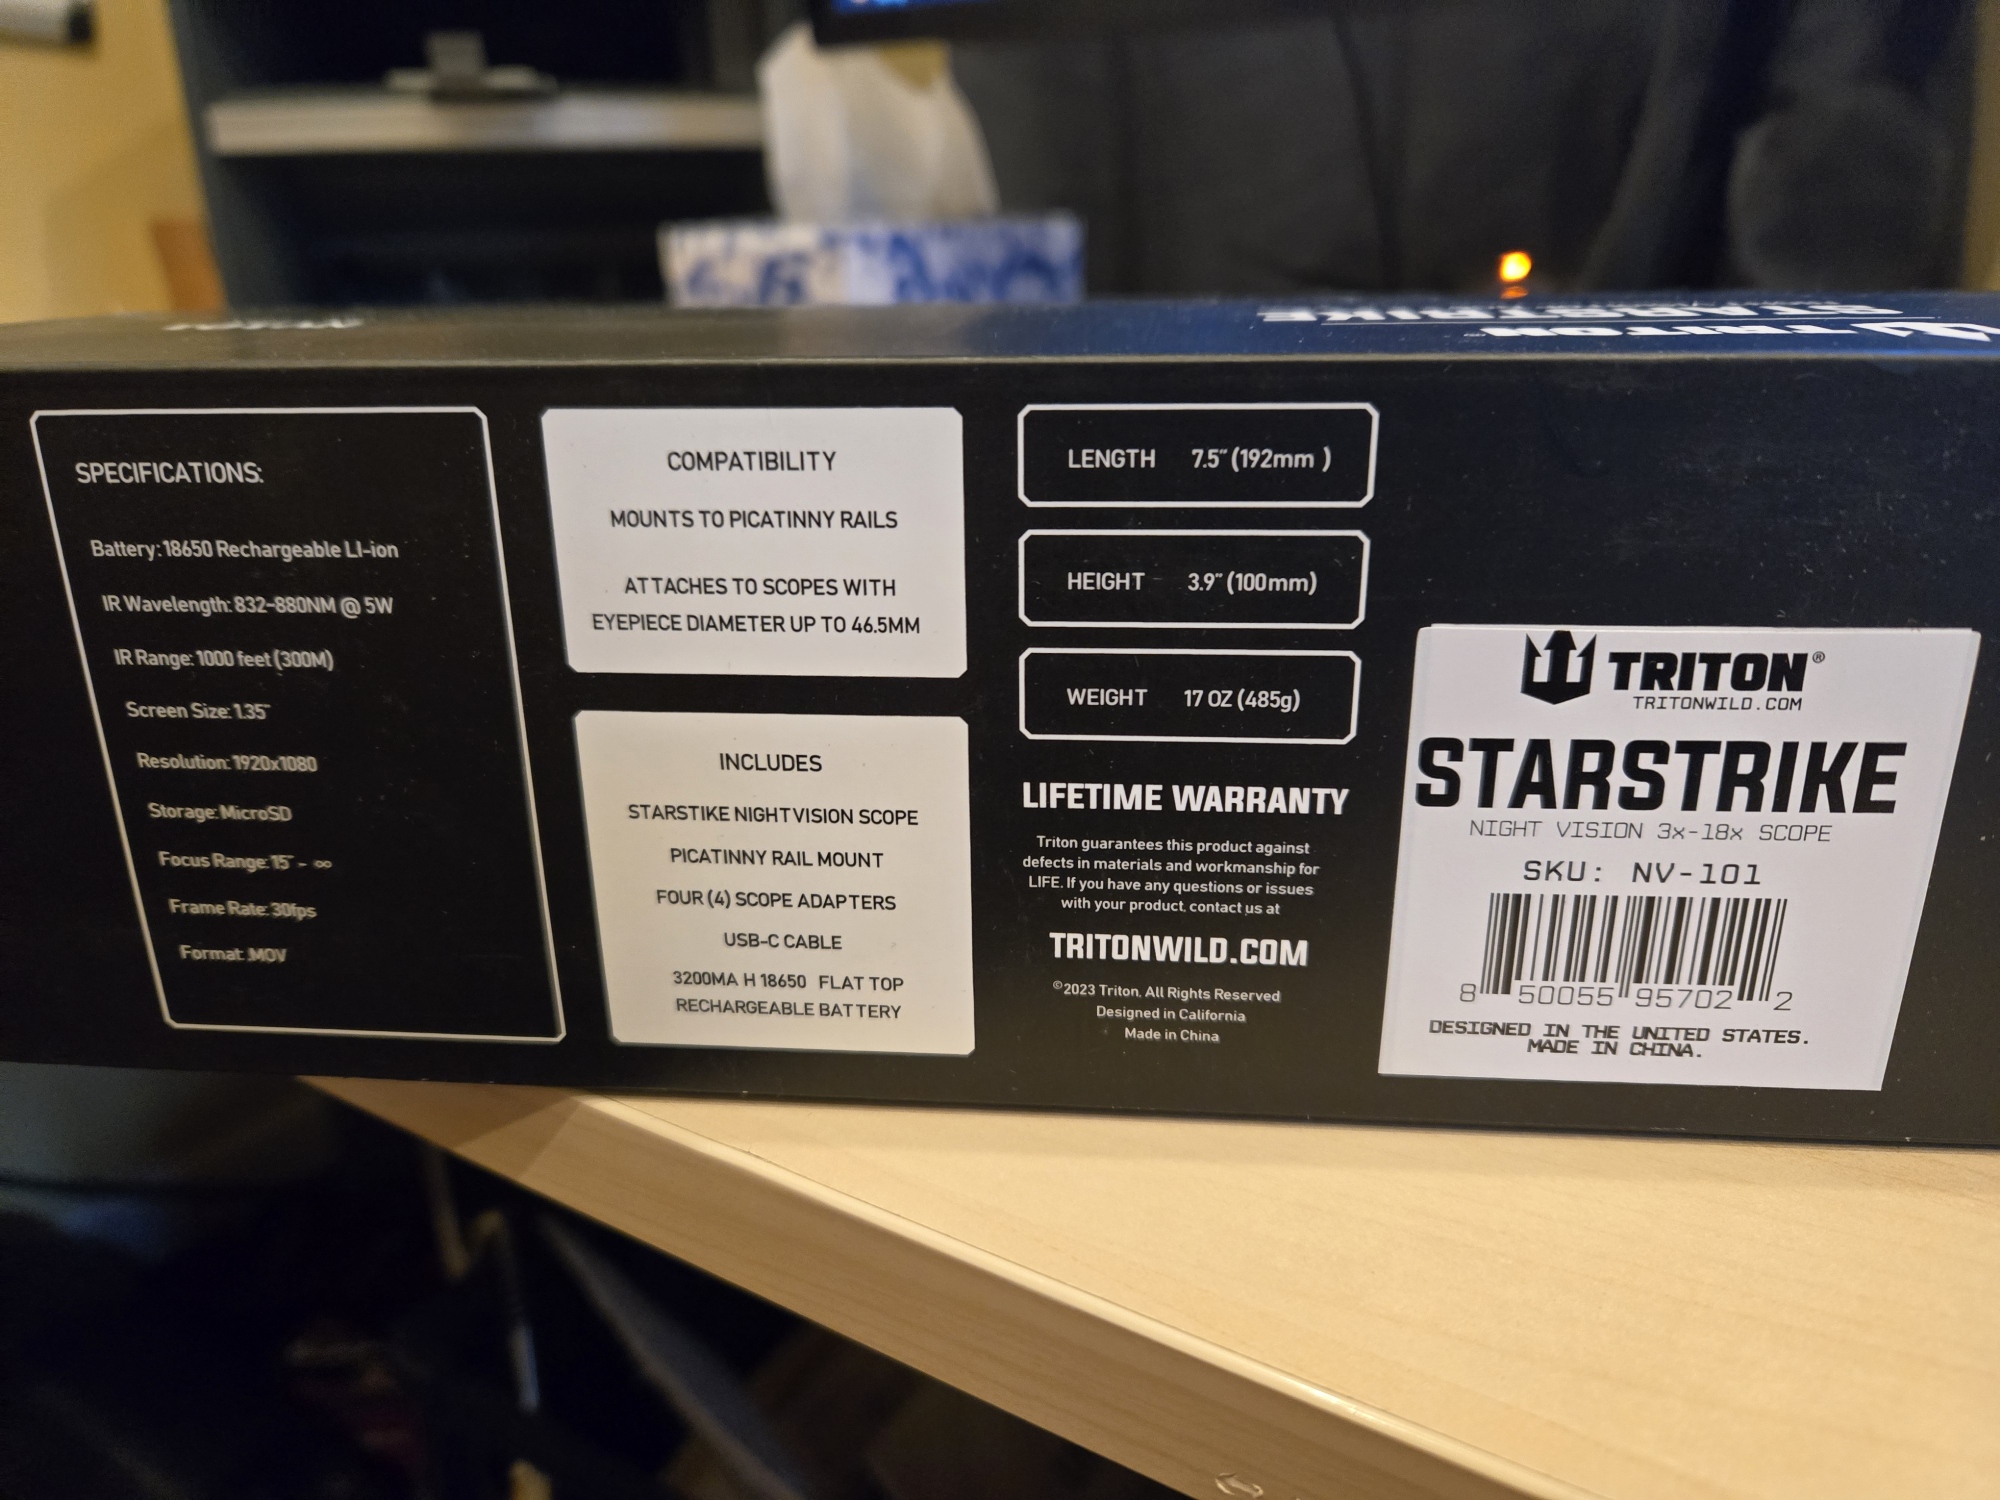 TRITON
STARSTRIKE
SPECIFICATIONS:
Battery: 18650 Rechargeable LI-ion
IR Wavelength: 832-880NM @ 5W
IR Range: 1000 feet (300M)
Screen Size: 1.35"
Resolution: 1920x1080
Storage: MicroSD
Focus Range: 15" - ∞
Frame Rate: 30fps
Format: .MOV
COMPATIBILITY
MOUNTS TO PICATINNY RAILS
ATTACHES TO SCOPES WITH
EYEPIECE DIAMETER UP TO 46.5MM
INCLUDES
STARSTIKE NIGHTVISION SCOPE
PICATINNY RAIL MOUNT
FOUR (4) SCOPE ADAPTERS
USB-C CABLE
3200MA H 18650 FLAT TOP
RECHARGEABLE BATTERY
LENGTH 7.5" (192mm )
HEIGHT 3.9" (100mm)
WEIGHT 17 OZ (485g)
LIFETIME WARRANTY
Triton guarantees this product against
defects in materials and workmanship for
LIFE. If you have any questions or issues
with your product, contact us at
TRITONWILD.COM
©2023 Triton, All Rights Reserved
Designed in California
Made in China
TRITON®
TRITONWILD.COM
STARSTRIKE
NIGHT VISION 3x-18x SCOPE
SKU: NV-101
8 50055 95702 2
DESIGNED IN THE UNITED STATES.
MADE IN CHINA.